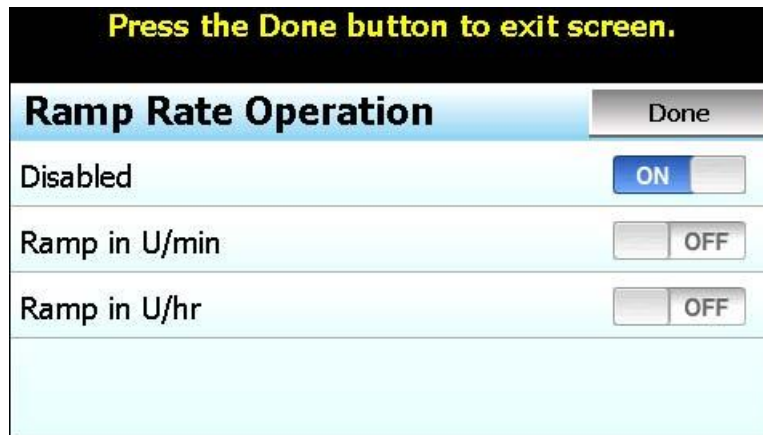 Press the Done button to exit screen.
Ramp Rate Operation Done
Disabled ON
Ramp in U/min OFF
Ramp in U/hr OFF